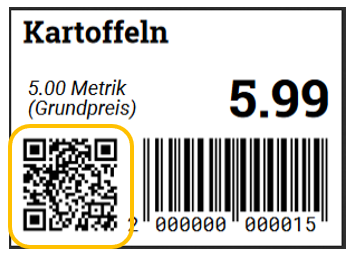 Kartoffeln
5.00 Metrik
(Grundpreis)
5.99
2 000000 000015